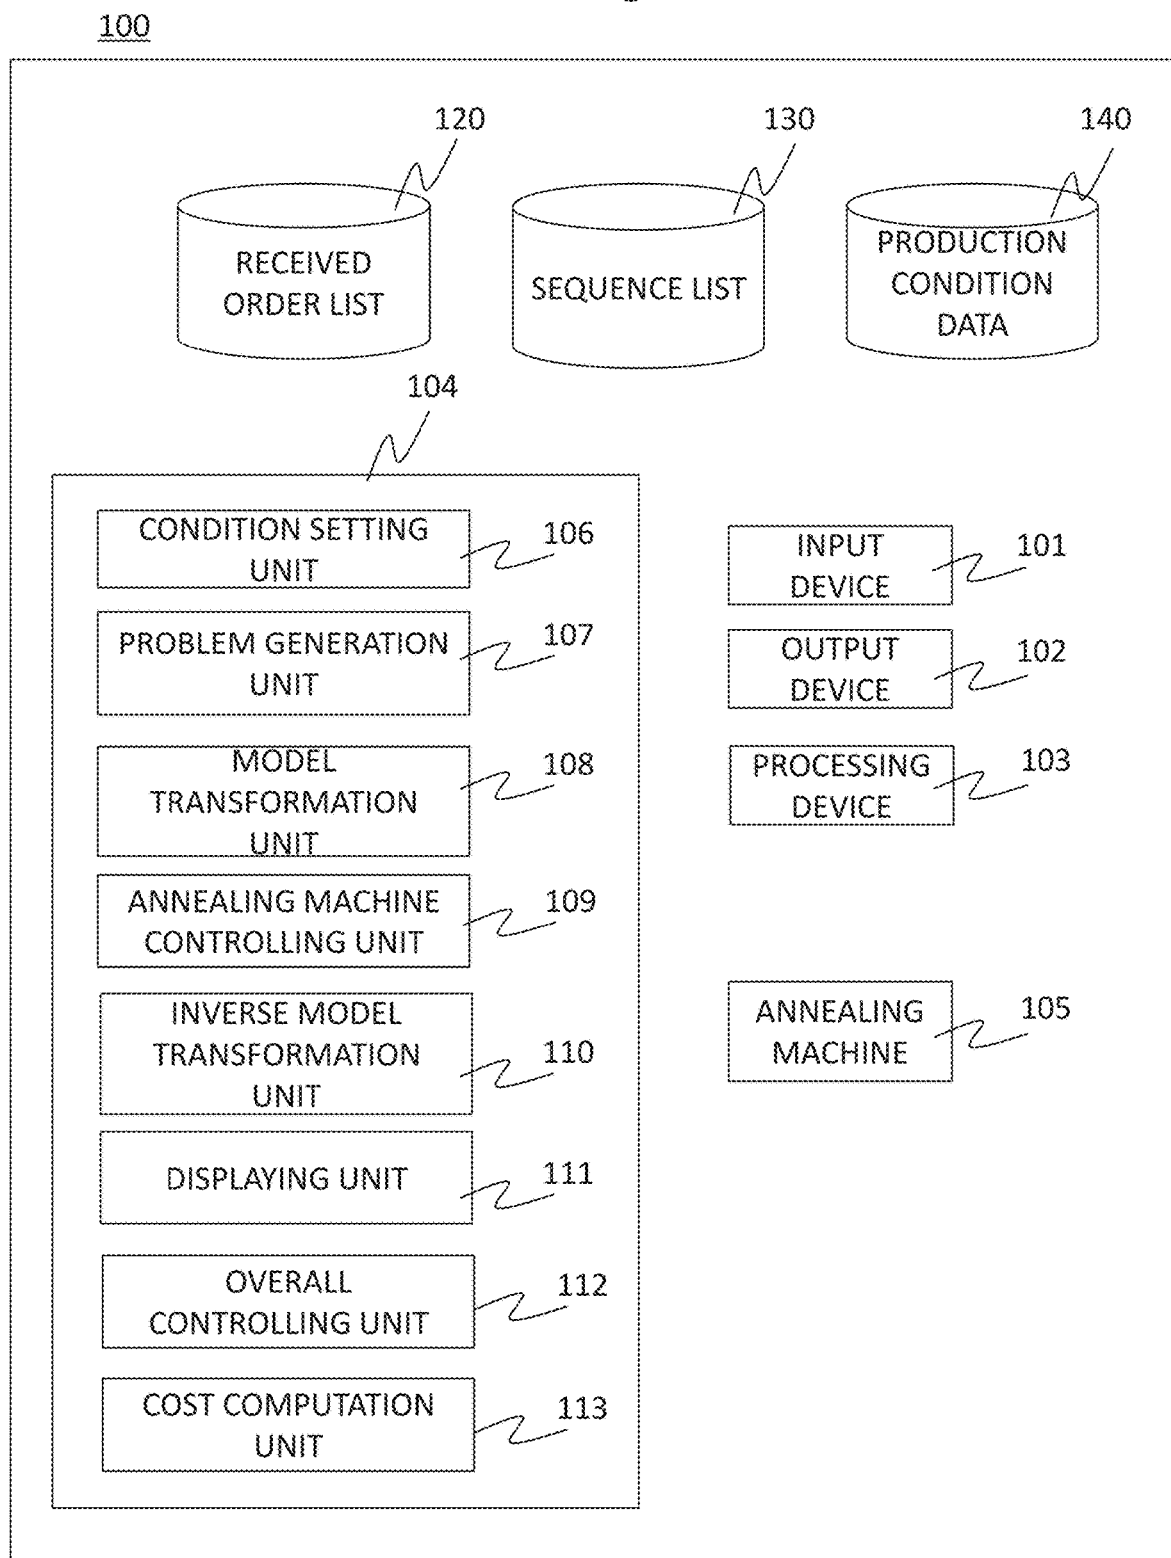 100
120
130
140
RECEIVED
ORDER LIST
SEQUENCE LIST
PRODUCTION
CONDITION
DATA
104
CONDITION SETTING
UNIT
106
PROBLEM GENERATION
UNIT
107
MODEL
TRANSFORMATION
UNIT
108
ANNEALING MACHINE
CONTROLLING UNIT
109
INVERSE MODEL
TRANSFORMATION
UNIT
110
DISPLAYING UNIT
111
OVERALL
CONTROLLING UNIT
112
COST COMPUTATION
UNIT
113
INPUT
DEVICE
101
OUTPUT
DEVICE
102
PROCESSING
DEVICE
103
ANNEALING
MACHINE
105